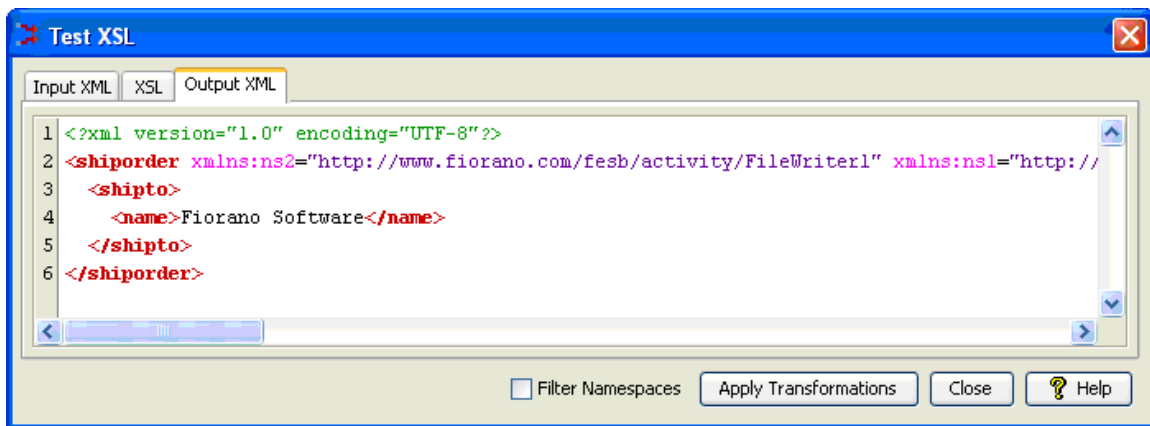 Test XSL
Input XML XSL Output XML
1 <?xml version="1.0" encoding="UTF-8"?>
2 <shiporder xmlns:ns2="http://www.fiorano.com/fesb/activity/FileWriter1" xmlns:ns1="http://
3 <shipto>
4 <name>Fiorano Software</name>
5 </shipto>
6 </shiporder>
Filter Namespaces Apply Transformations Close ? Help